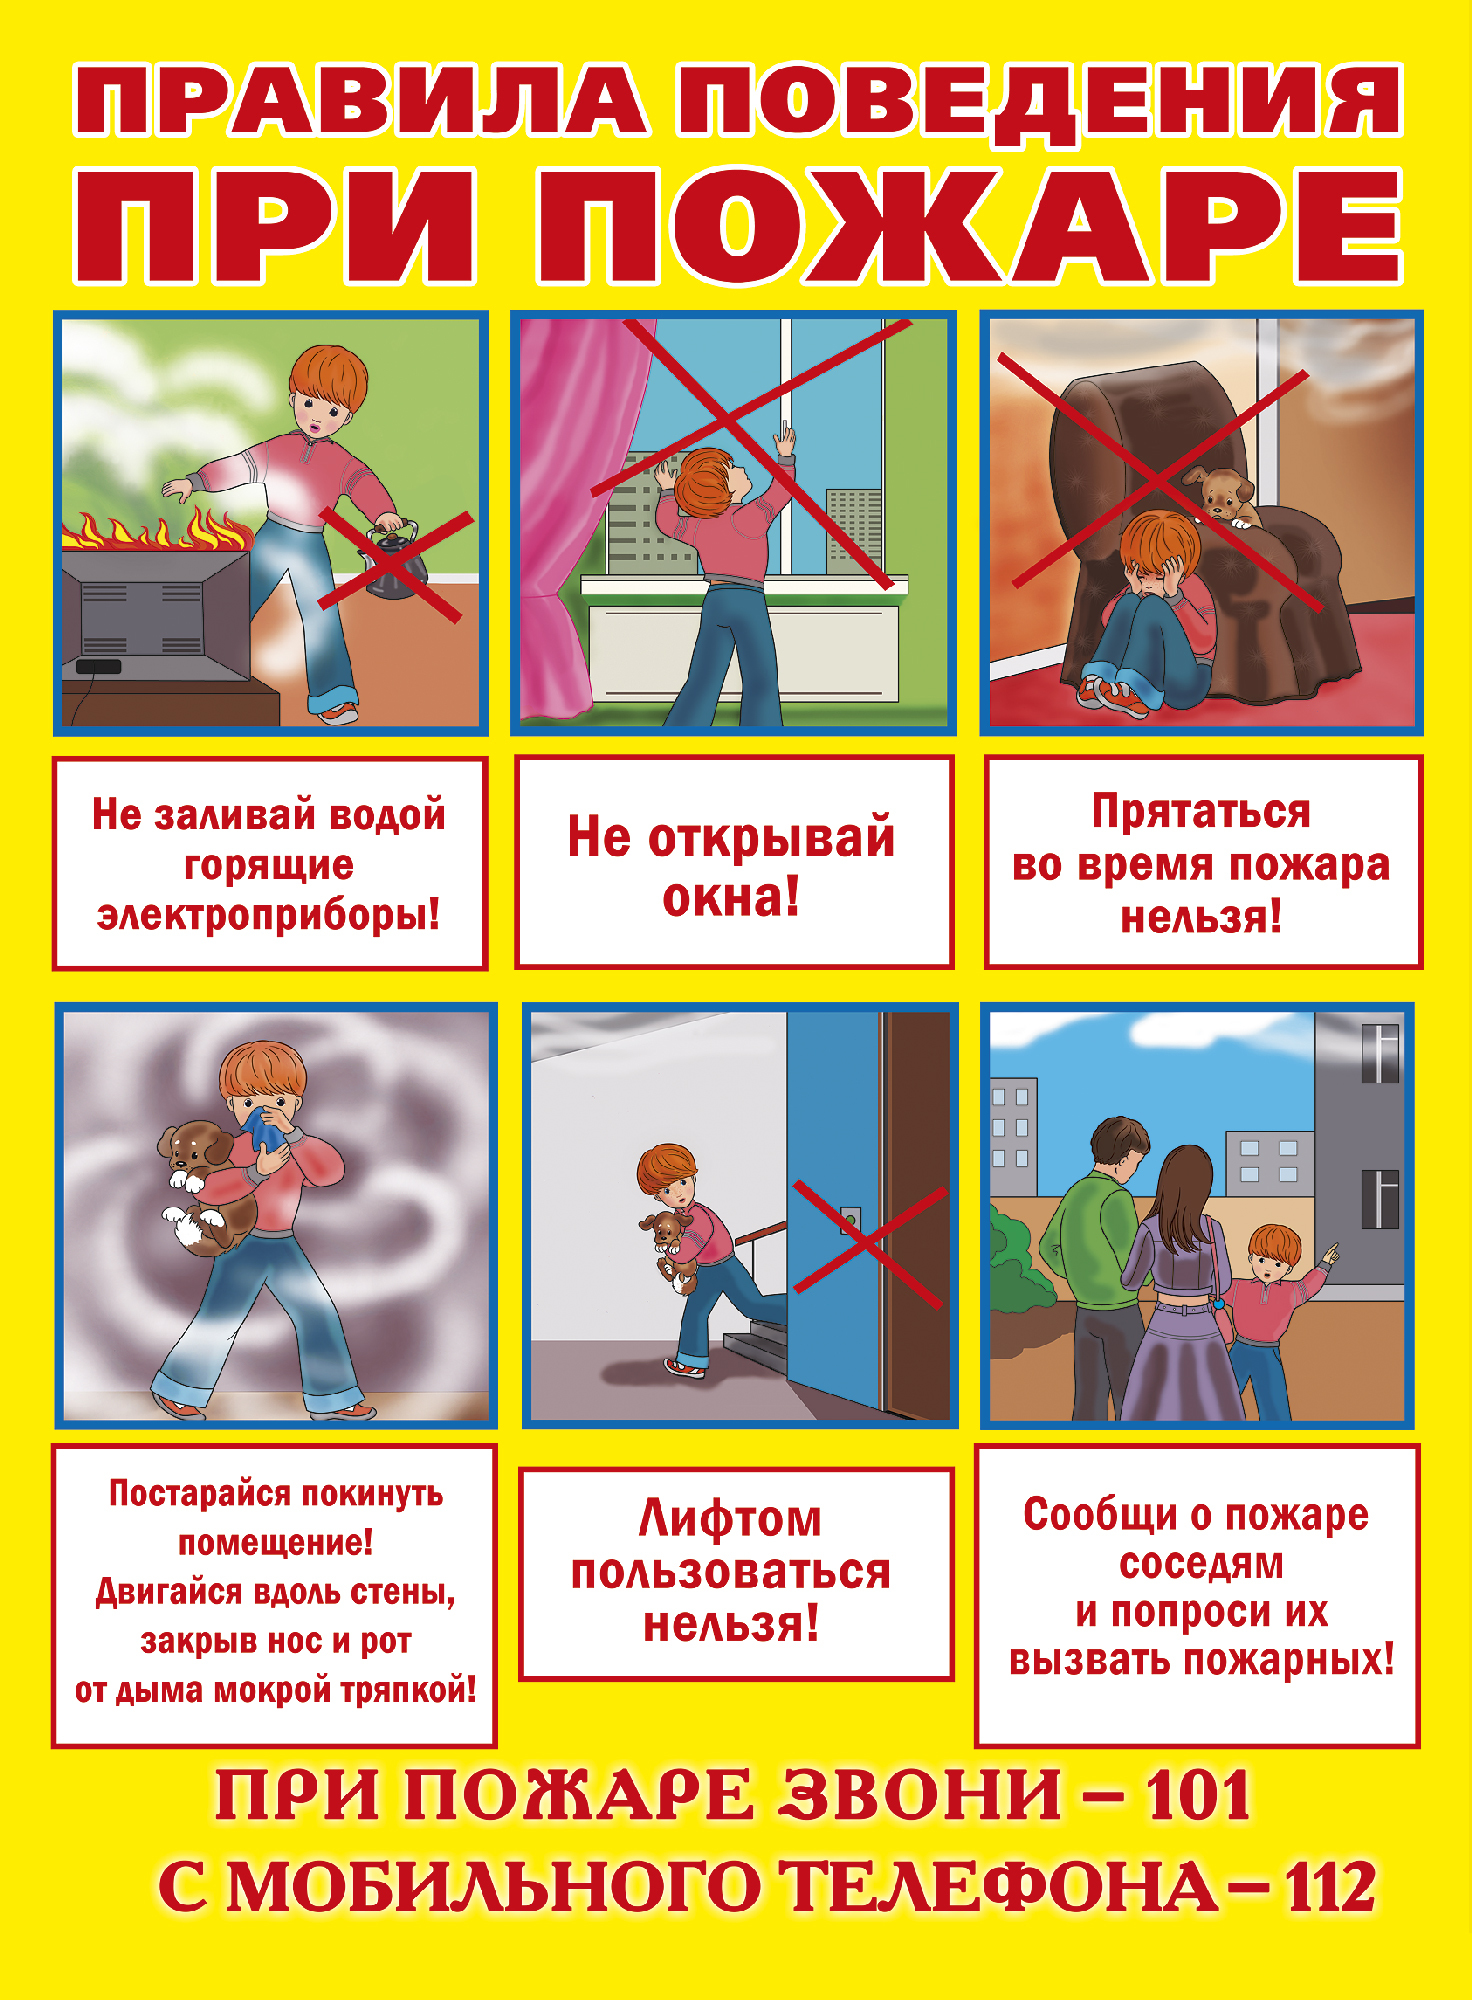 ПРАВИЛА ПОВЕДЕНИЯ
ПРИ ПОЖАРЕ
Не заливай водой
горящие
электроприборы!
Не открывай
окна!
Прятаться
во время пожара
нельзя!
Постарайся покинуть
помещение!
Двигайся вдоль стены,
закрыв нос и рот
от дыма мокрой тряпкой!
Лифтом
пользоваться
нельзя!
Сообщи о пожаре
соседям
и попроси их
вызвать пожарных!
ПРИ ПОЖАРЕ ЗВОНИ – 101
С МОБИЛЬНОГО ТЕЛЕФОНА – 112